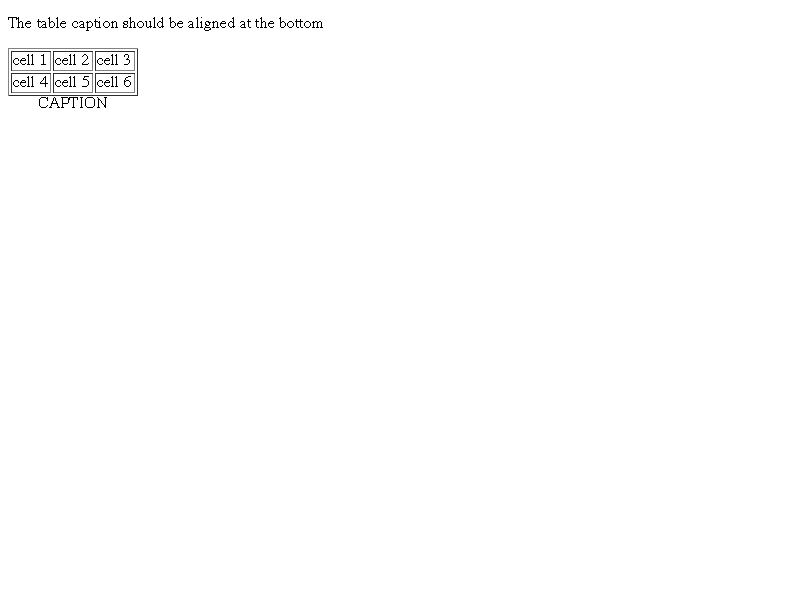 The table caption should be aligned at the bottom
cell 1 cell 2 cell 3
cell 4 cell 5 cell 6
CAPTION